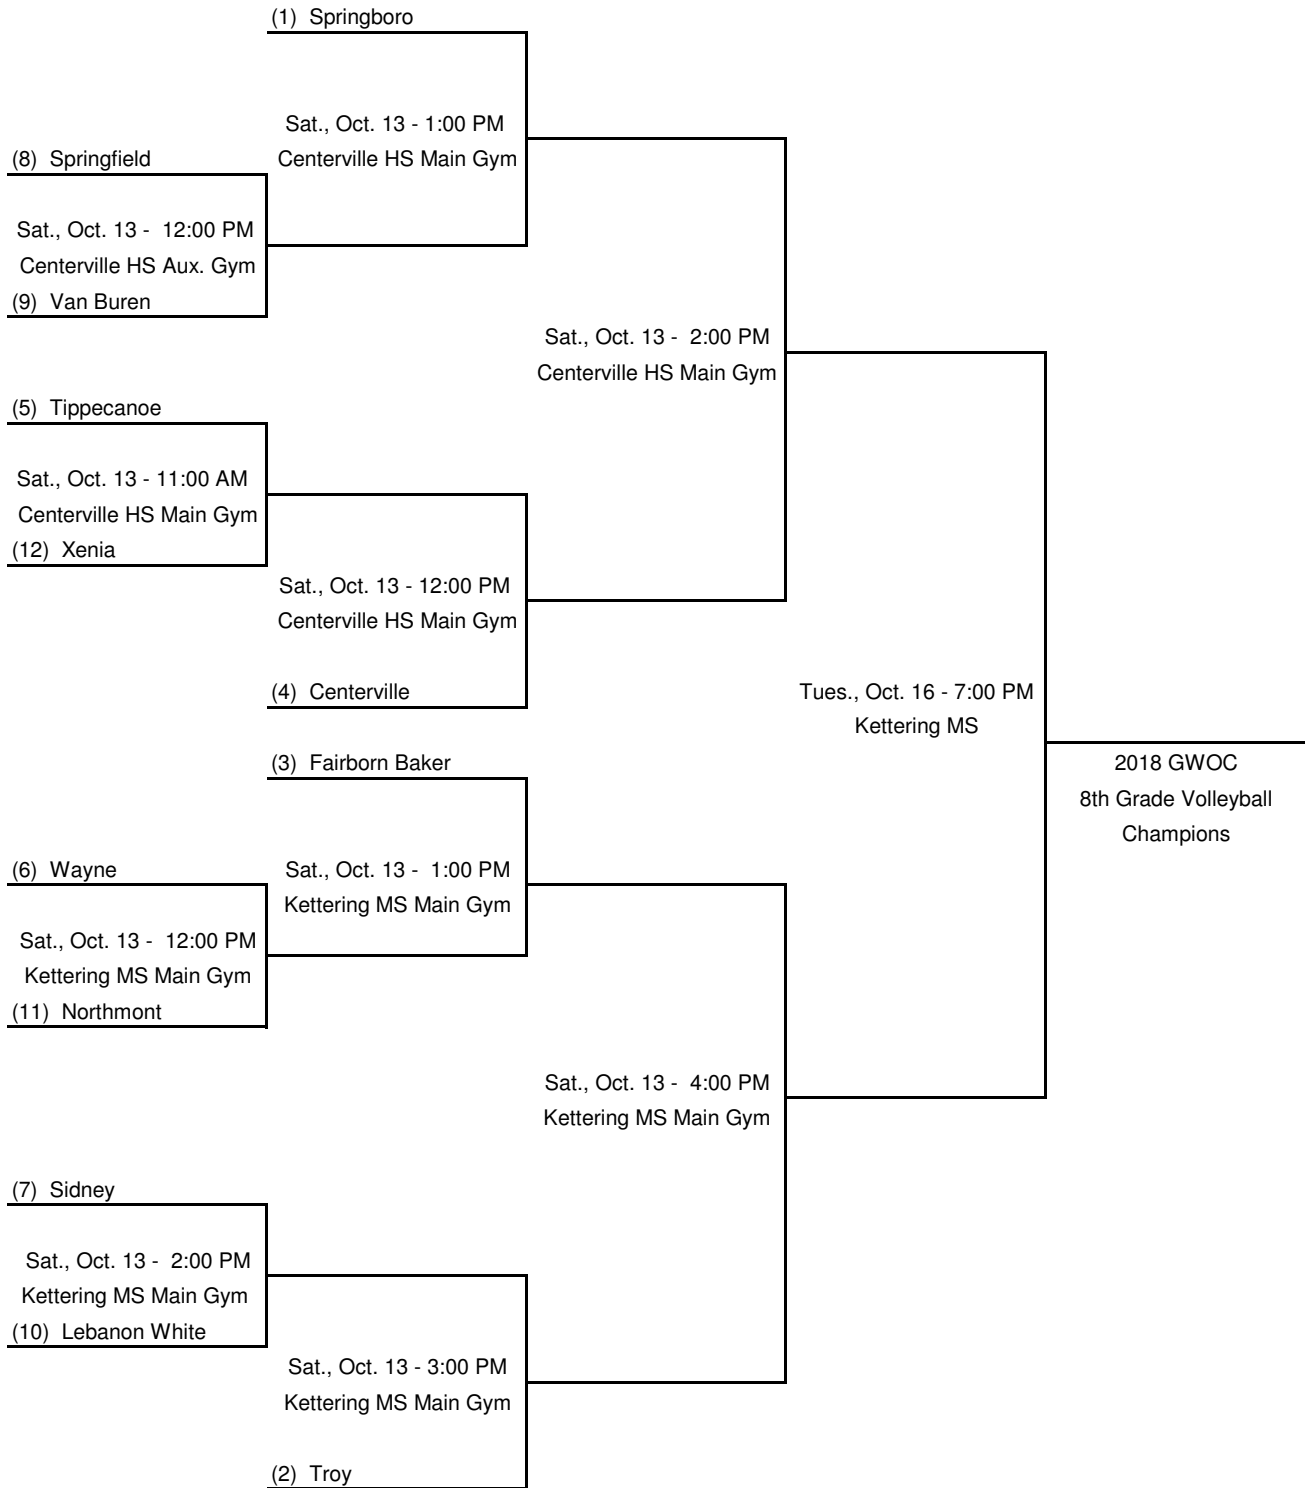 (1) Springboro
Sat., Oct. 13 - 1:00 PM
Centerville HS Main Gym
(8) Springfield
Sat., Oct. 13 - 12:00 PM
Centerville HS Aux. Gym
(9) Van Buren
Sat., Oct. 13 - 2:00 PM
Centerville HS Main Gym
(5) Tippecanoe
Sat., Oct. 13 - 11:00 AM
Centerville HS Main Gym
(12) Xenia
Sat., Oct. 13 - 12:00 PM
Centerville HS Main Gym
(4) Centerville
Tues., Oct. 16 - 7:00 PM
Kettering MS
2018 GWOC
8th Grade Volleyball
Champions
(3) Fairborn Baker
Sat., Oct. 13 - 1:00 PM
Kettering MS Main Gym
(6) Wayne
Sat., Oct. 13 - 12:00 PM
Kettering MS Main Gym
(11) Northmont
Sat., Oct. 13 - 4:00 PM
Kettering MS Main Gym
(7) Sidney
Sat., Oct. 13 - 2:00 PM
Kettering MS Main Gym
(10) Lebanon White
Sat., Oct. 13 - 3:00 PM
Kettering MS Main Gym
(2) Troy